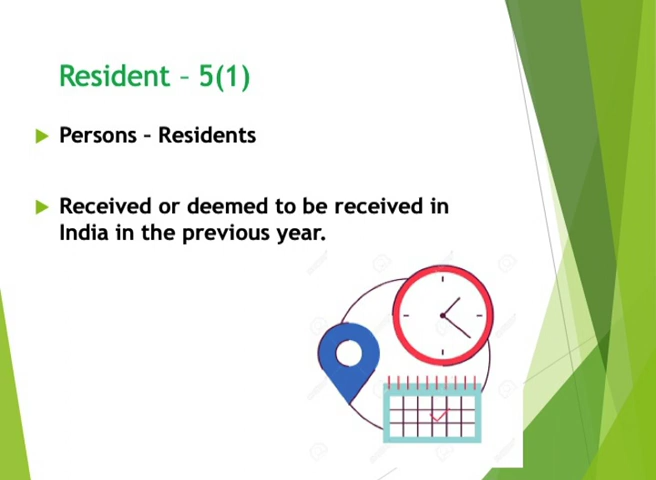 Resident – 5(1)
Persons – Residents
Received or deemed to be received in
India in the previous year.